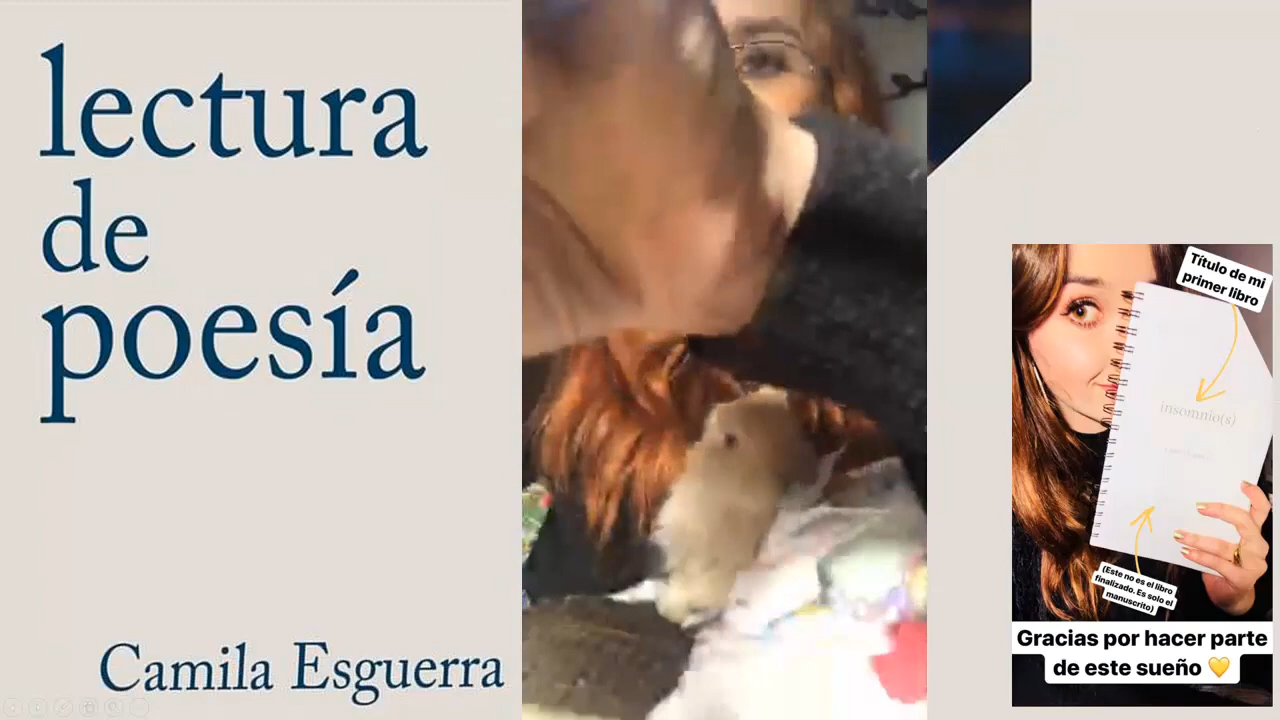 lectura
de
poesía
Camila Esguerra
Título de mi
primer libro
insomnio(s)
(Este no es el libro
finalizado. Es solo el
manuscrito)
Gracias por hacer parte
de este sueño 💛